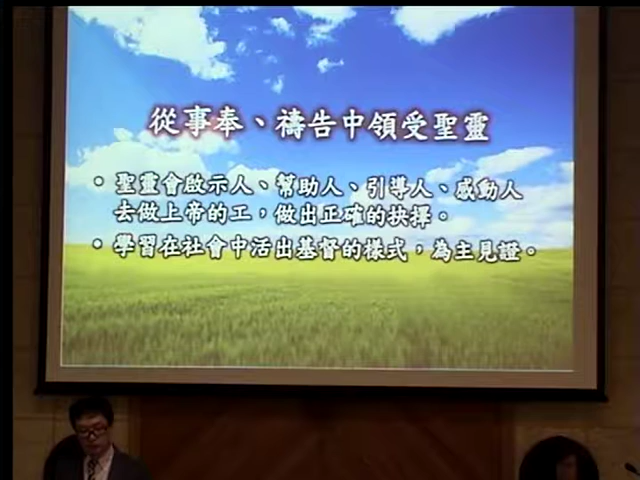 從事奉、禱告中領受聖靈
• 聖靈會啟示人、幫助人、引導人、感動人
去做上帝的工，做出正確的抉擇。
• 學習在社會中活出基督的樣式，為主見證。